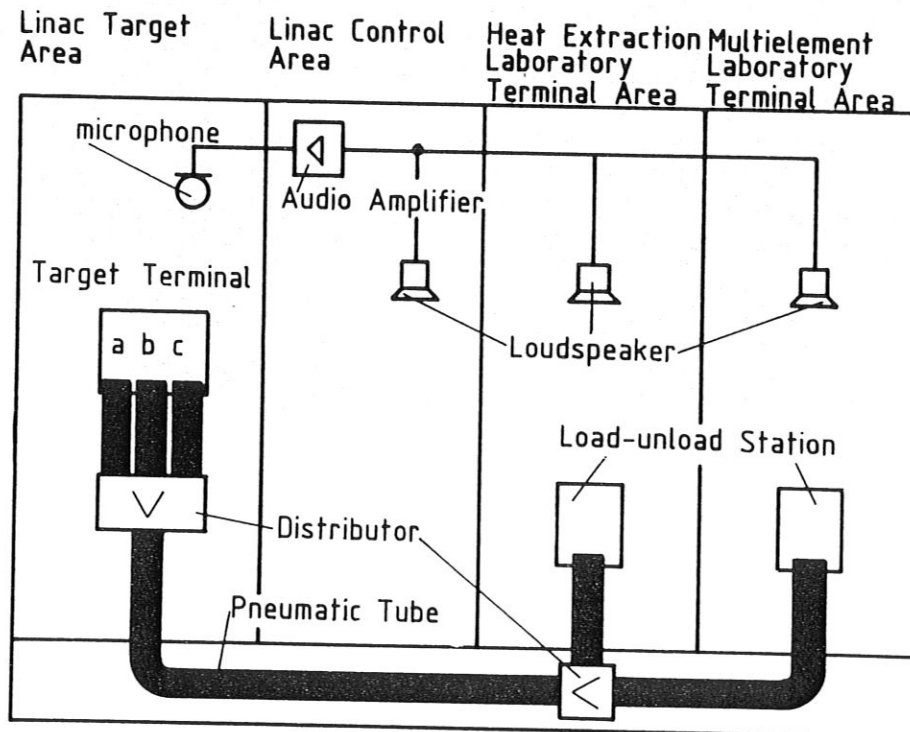 Linac Target
Area
Linac Control
Area
Heat Extraction
Laboratory
Terminal Area
Multielement
Laboratory
Terminal Area
microphone
Audio Amplifier
Target Terminal
a b c
Loudspeaker
Load-unload Station
Distributor
Pneumatic Tube